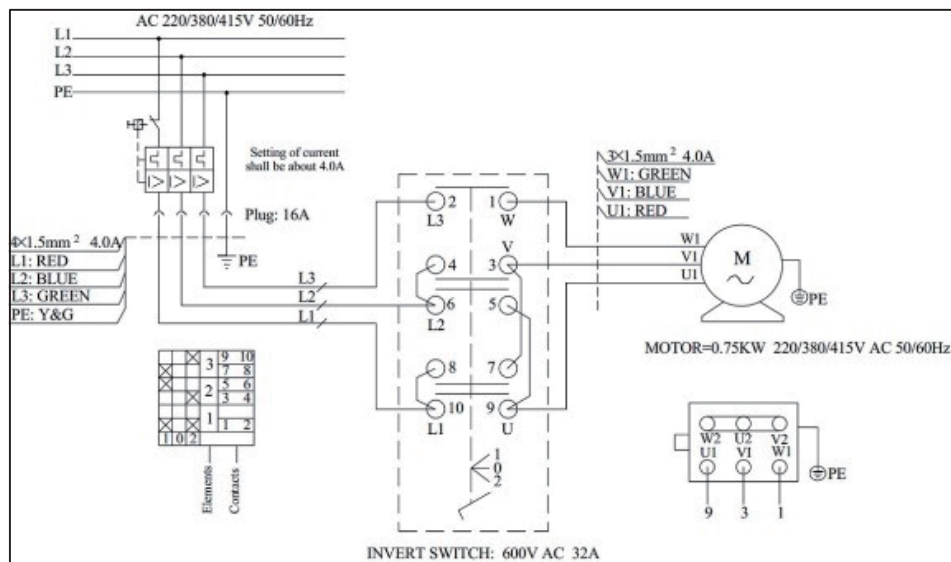 AC 220/380/415V 50/60Hz
L1
L2
L3
PE
Setting of current
shall be about 4.0A
Plug: 16A
PE
4×1.5mm² 4.0A
L1: RED
L2: BLUE
L3: GREEN
PE: Y&G
L3
L2
L1
2 1
L3 W
V
4 3
6 5
L2
8 7
10 9
L1 U
1
0
2
INVERT SWITCH: 600V AC 32A
3×1.5mm² 4.0A
W1: GREEN
V1: BLUE
U1: RED
W1
V1
U1
M
PE
MOTOR=0.75KW 220/380/415V AC 50/60Hz
3 9 10
7 8
2 5 6
3 4
1 1 2
1 0 2
Elements
Contacts
W2 U2 V2
U1 V1 W1
PE
9 3 1